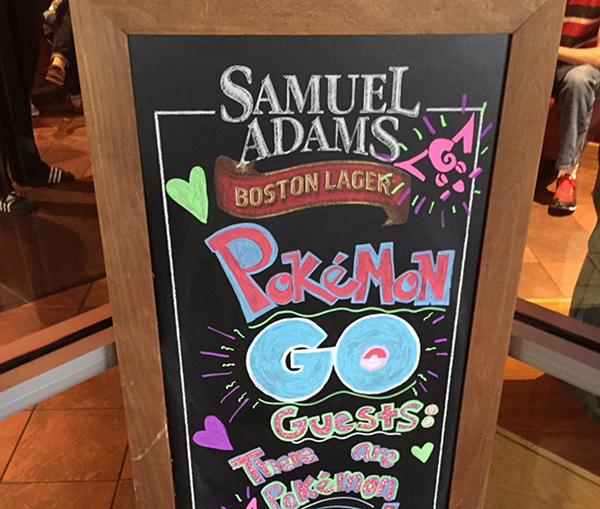 SAMUEL
ADAMS
BOSTON LAGER
POKéMON
GO
GUESTS:
There are
Pokémon